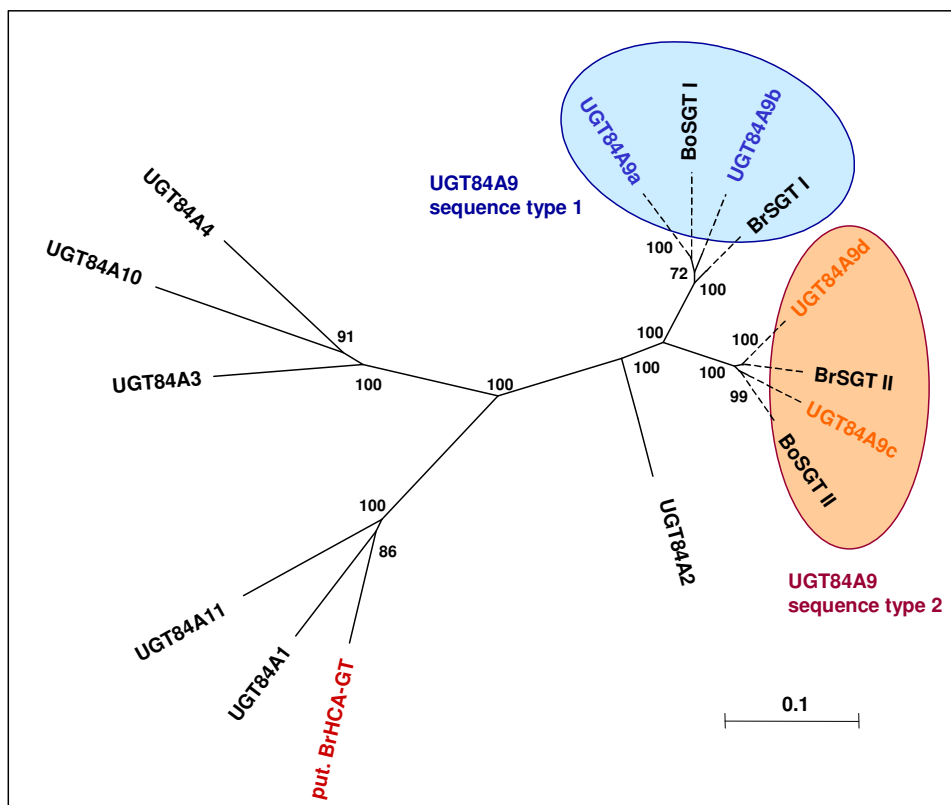 UGT84A9a
BoSGT I
UGT84A9b
BrSGT I
UGT84A9
sequence type 1
100
72
100
UGT84A4
UGT84A10
UGT84A3
91
100
100
100
100
UGT84A9d
100
100
BrSGT II
99
UGT84A9c
BoSGT II
UGT84A2
100
86
UGT84A11
UGT84A1
put. BrHCA-GT
UGT84A9
sequence type 2
0.1